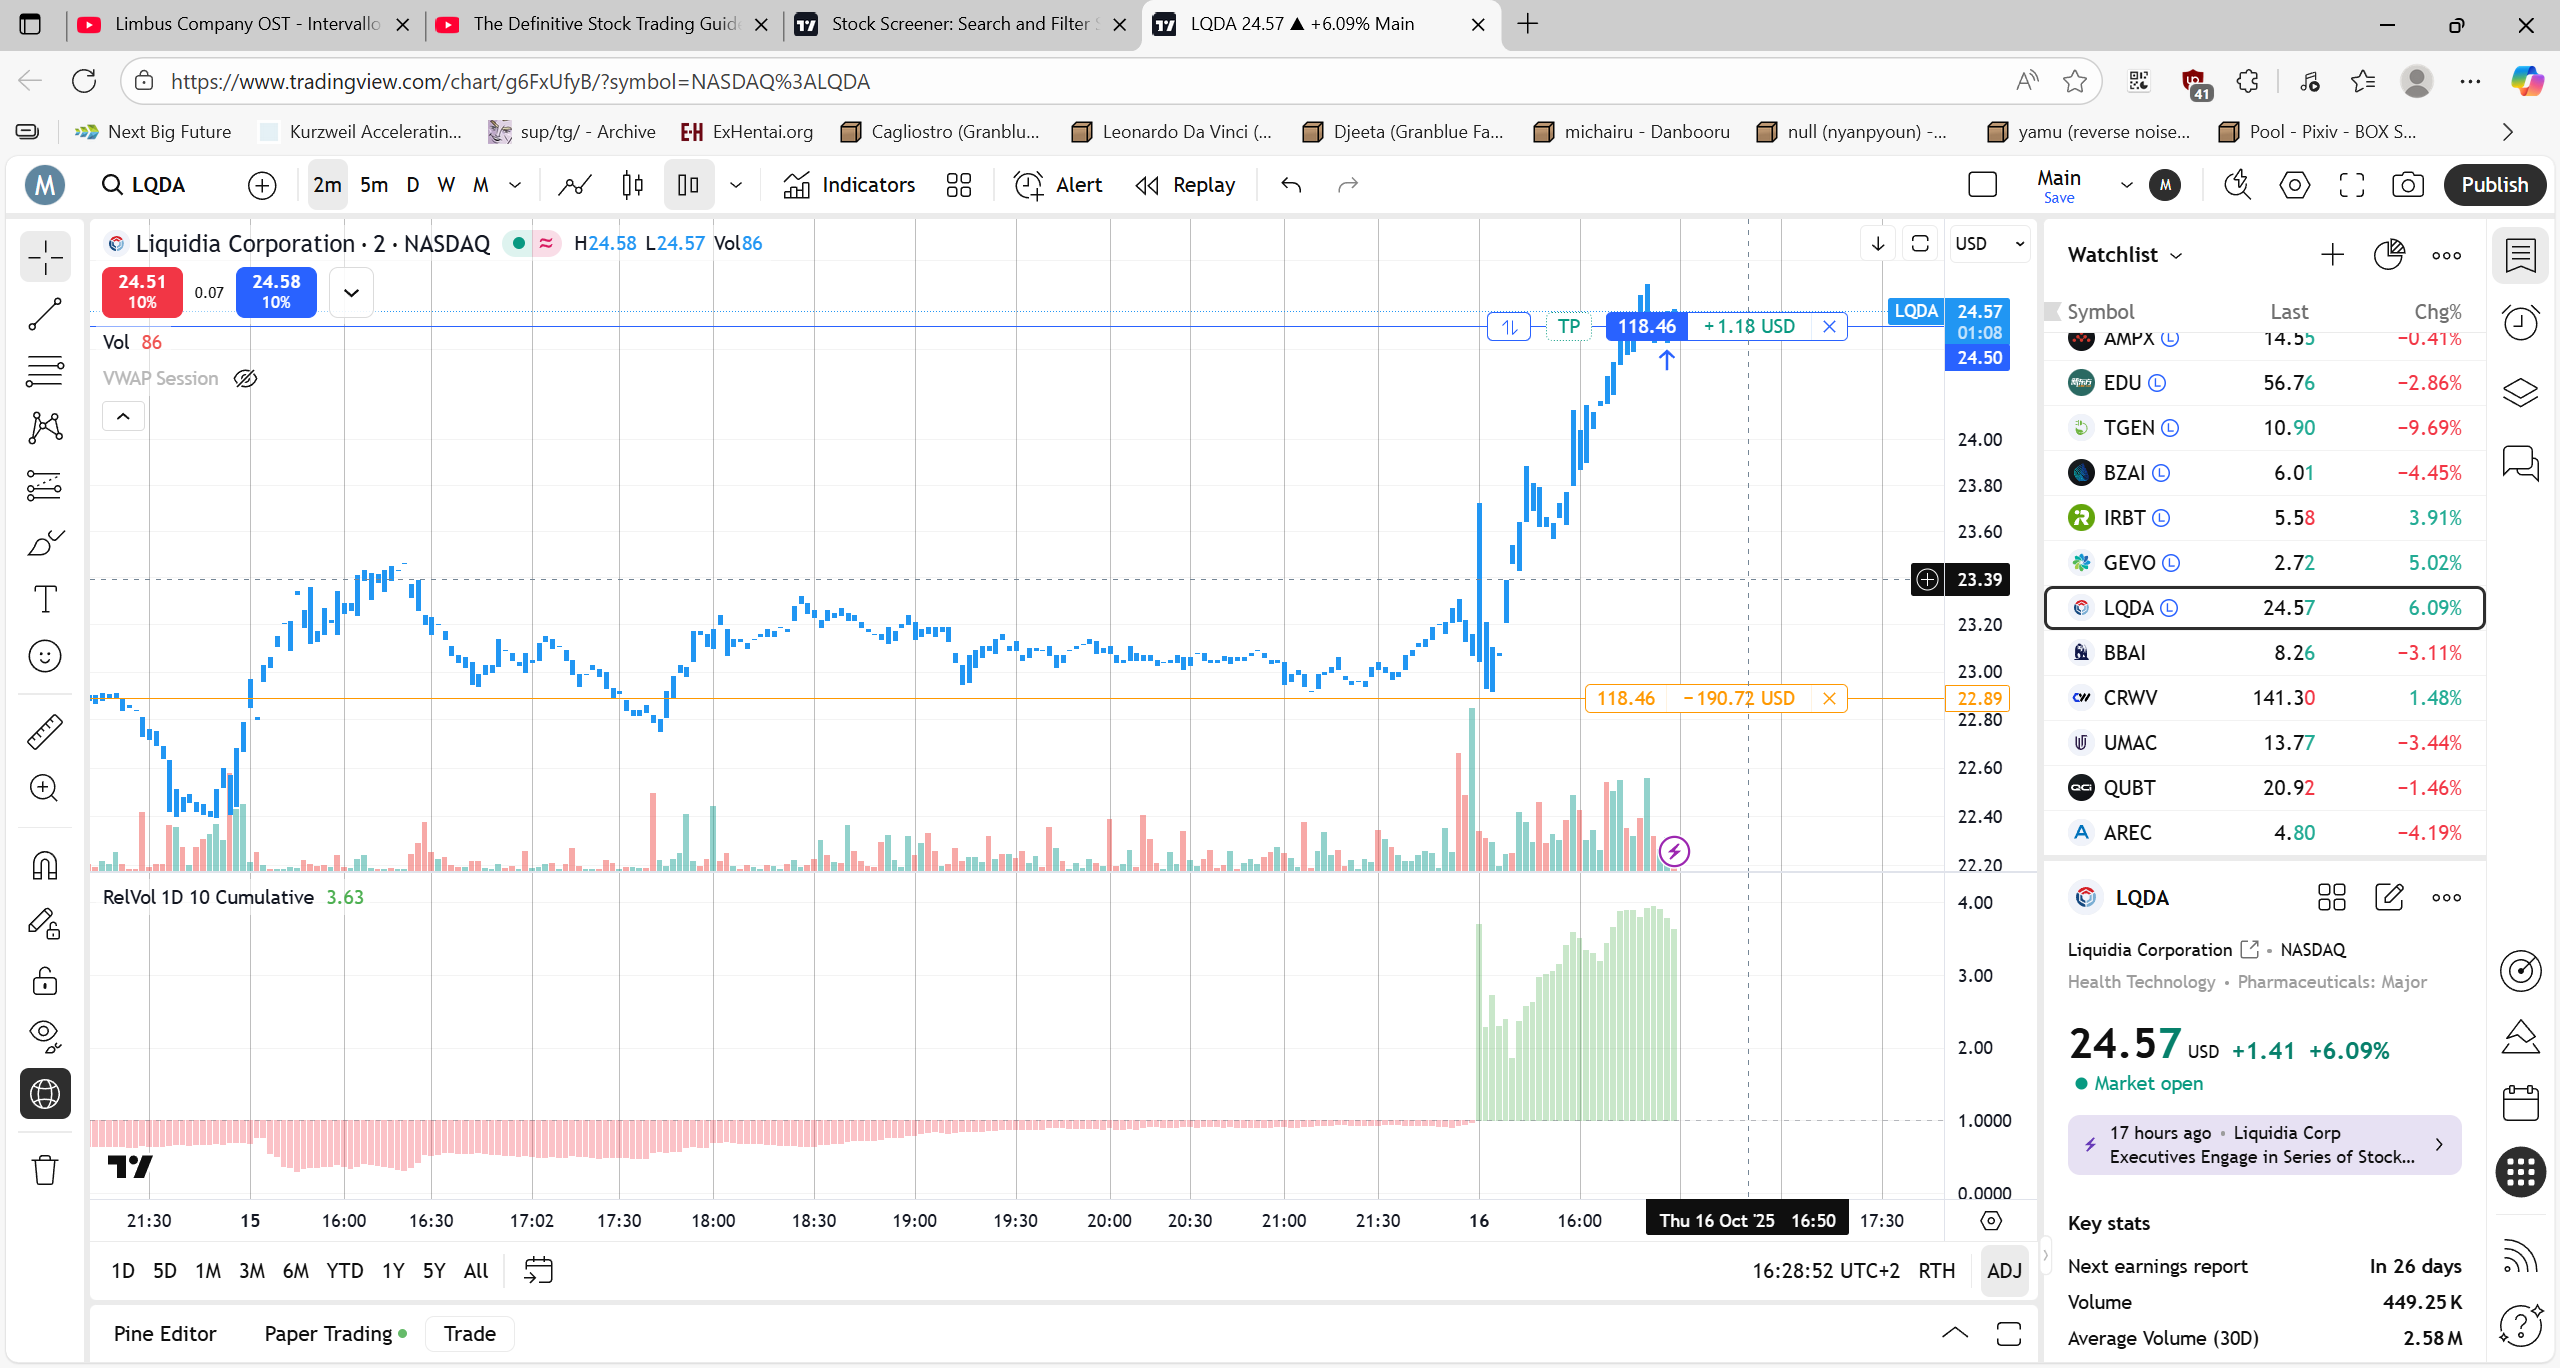 Limbus Company OST - Intervallo
The Definitive Stock Trading Guide
Stock Screener: Search and Filter S
LQDA 24.57 ▲ +6.09% Main
https://www.tradingview.com/chart/g6FxUfyB/?symbol=NASDAQ%3ALQDA
41
Next Big Future
Kurzweil Acceleratin...
sup/tg/ - Archive
ExHentai.org
Cagliostro (Granblu...
Leonardo Da Vinci (...
Djeeta (Granblue Fa...
michairu - Danbooru
null (nyanpyoun) -...
yamu (reverse noise...
Pool - Pixiv - BOX S...
M
LQDA
2m 5m D W M
Indicators
Alert
Replay
Main
Save
M
Publish
Liquidia Corporation · 2 · NASDAQ
H24.58 L24.57 Vol86
USD
24.51
10%
0.07
24.58
10%
Vol 86
VWAP Session
TP 118.46 +1.18 USD
LQDA 24.57
01:08
24.50
24.00
23.80
23.60
23.39
23.20
23.00
118.46 −190.72 USD
22.89
22.80
22.60
22.40
22.20
RelVol 1D 10 Cumulative 3.63
4.00
3.00
2.00
1.0000
0.0000
21:30 15 16:00 16:30 17:02 17:30 18:00 18:30 19:00 19:30 20:00 20:30 21:00 21:30 16 16:00 Thu 16 Oct '25 16:50 17:30
1D 5D 1M 3M 6M YTD 1Y 5Y All
16:28:52 UTC+2 RTH ADJ
Pine Editor
Paper Trading
Trade
Watchlist
Symbol Last Chg%
AMPX L 14.55 −0.41%
EDU L 56.76 −2.86%
TGEN L 10.90 −9.69%
BZAI L 6.01 −4.45%
IRBT L 5.58 3.91%
GEVO L 2.72 5.02%
LQDA L 24.57 6.09%
BBAI 8.26 −3.11%
CRWV 141.30 1.48%
UMAC 13.77 −3.44%
QUBT 20.92 −1.46%
AREC 4.80 −4.19%
LQDA
Liquidia Corporation • NASDAQ
Health Technology • Pharmaceuticals: Major
24.57 USD +1.41 +6.09%
Market open
17 hours ago • Liquidia Corp
Executives Engage in Series of Stock...
Key stats
Next earnings report In 26 days
Volume 449.25 K
Average Volume (30D) 2.58 M